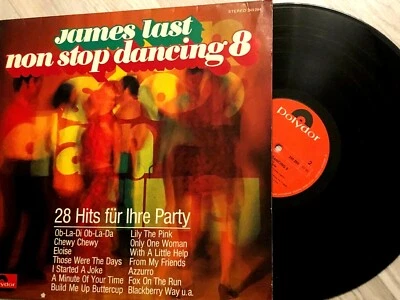 STEREO
James last
non stop dancing 8
28 Hits für Ihre Party
Ob-La-Di Ob-La-Da
Chewy Chewy
Eloise
Those Were The Days
I Started A Joke
A Minute Of Your Time
Build Me Up Buttercup
Lily The Pink
Only One Woman
With A Little Help
From My Friends
Azzurro
Fox On The Run
Blackberry Way u.a.
Polydor
Polydor